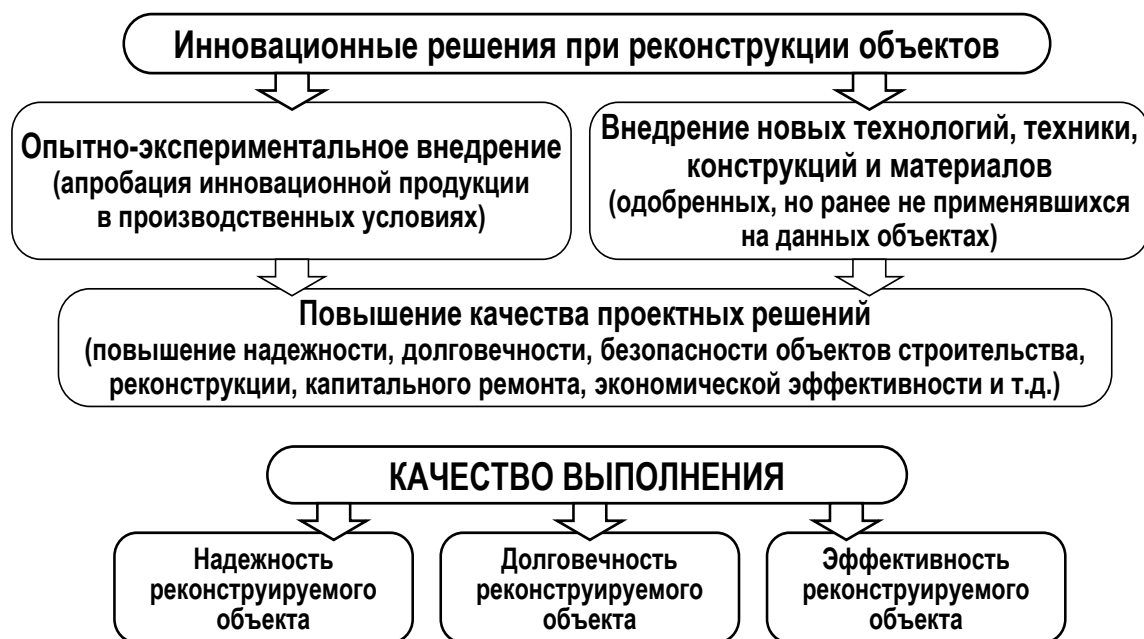 Инновационные решения при реконструкции объектов
Опытно-экспериментальное внедрение
(апробация инновационной продукции
в производственных условиях)
Внедрение новых технологий, техники,
конструкций и материалов
(одобренных, но ранее не применявшихся
на данных объектах)
Повышение качества проектных решений
(повышение надежности, долговечности, безопасности объектов строительства,
реконструкции, капитального ремонта, экономической эффективности и т.д.)
КАЧЕСТВО ВЫПОЛНЕНИЯ
Надежность
реконструируемого
объекта
Долговечность
реконструируемого
объекта
Эффективность
реконструируемого
объекта